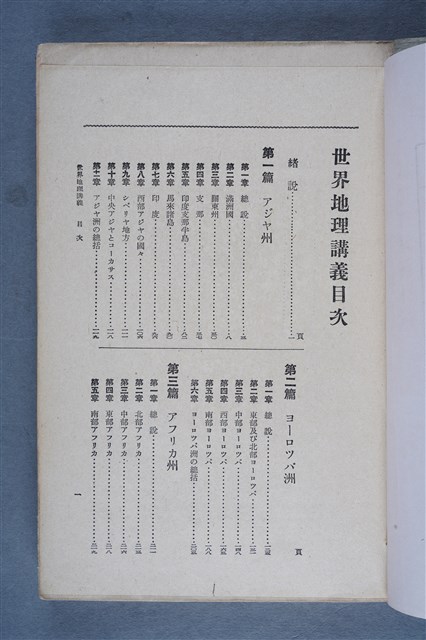 世界地理講義目次
緒説
頁
第一篇 アジヤ州
第一章 總説
第二章 滿洲國
第三章 關東州
第四章 支那
第五章 印度支那半島
第六章 馬來諸島
第七章 印度
第八章 西部アジヤの國々
第九章 シベリヤ地方
第十章 中央アジヤとコーカサス
第十一章 アジヤ洲の總括
世界地理講義 目次
第二篇 ヨーロツパ洲
頁
第一章 總説
第二章 東部及び北部ヨーロツパ
第三章 中部ヨーロツパ
第四章 西部ヨーロツパ
第五章 南部ヨーロツパ
第六章 ヨーロツパ洲の總括
第三篇 アフリカ州
第一章 總説
第二章 北部アフリカ
第三章 中部アフリカ
第四章 東部アフリカ
第五章 南部アフリカ
一